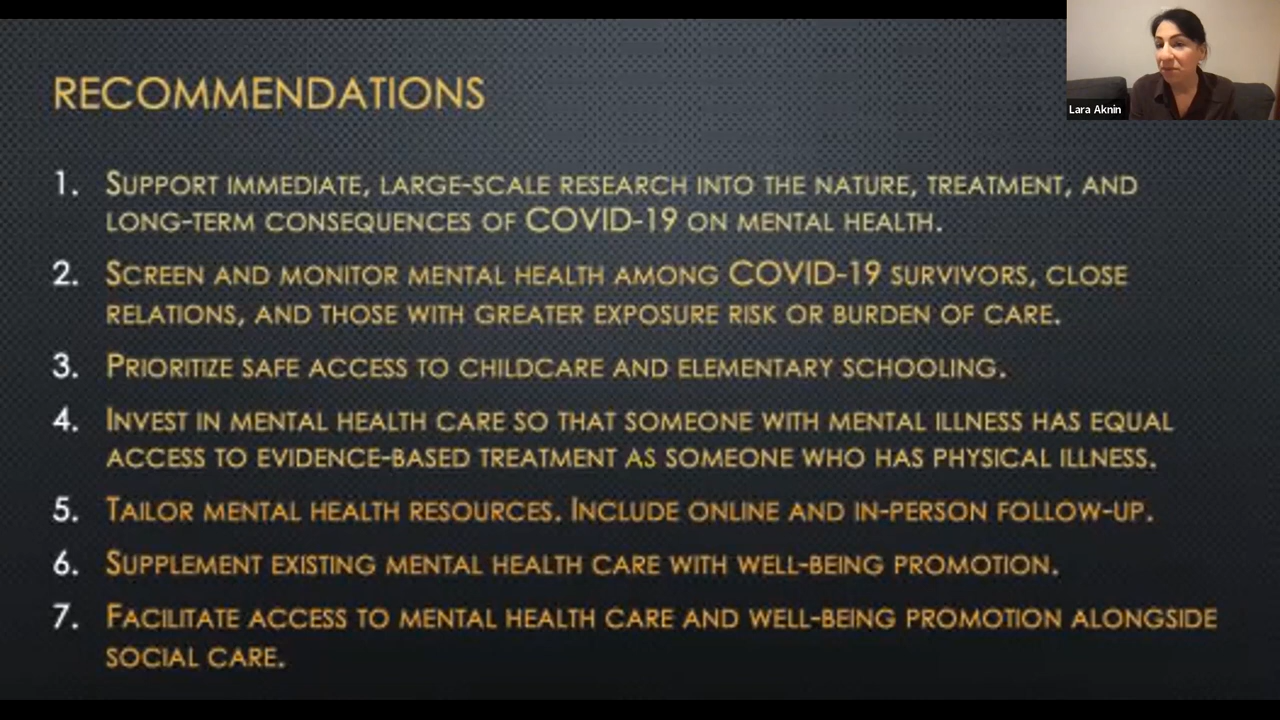 RECOMMENDATIONS
Lara Aknin
1. SUPPORT IMMEDIATE, LARGE-SCALE RESEARCH INTO THE NATURE, TREATMENT, AND
LONG-TERM CONSEQUENCES OF COVID-19 ON MENTAL HEALTH.
2. SCREEN AND MONITOR MENTAL HEALTH AMONG COVID-19 SURVIVORS, CLOSE
RELATIONS, AND THOSE WITH GREATER EXPOSURE RISK OR BURDEN OF CARE.
3. PRIORITIZE SAFE ACCESS TO CHILDCARE AND ELEMENTARY SCHOOLING.
4. INVEST IN MENTAL HEALTH CARE SO THAT SOMEONE WITH MENTAL ILLNESS HAS EQUAL
ACCESS TO EVIDENCE-BASED TREATMENT AS SOMEONE WHO HAS PHYSICAL ILLNESS.
5. TAILOR MENTAL HEALTH RESOURCES. INCLUDE ONLINE AND IN-PERSON FOLLOW-UP.
6. SUPPLEMENT EXISTING MENTAL HEALTH CARE WITH WELL-BEING PROMOTION.
7. FACILITATE ACCESS TO MENTAL HEALTH CARE AND WELL-BEING PROMOTION ALONGSIDE
SOCIAL CARE.